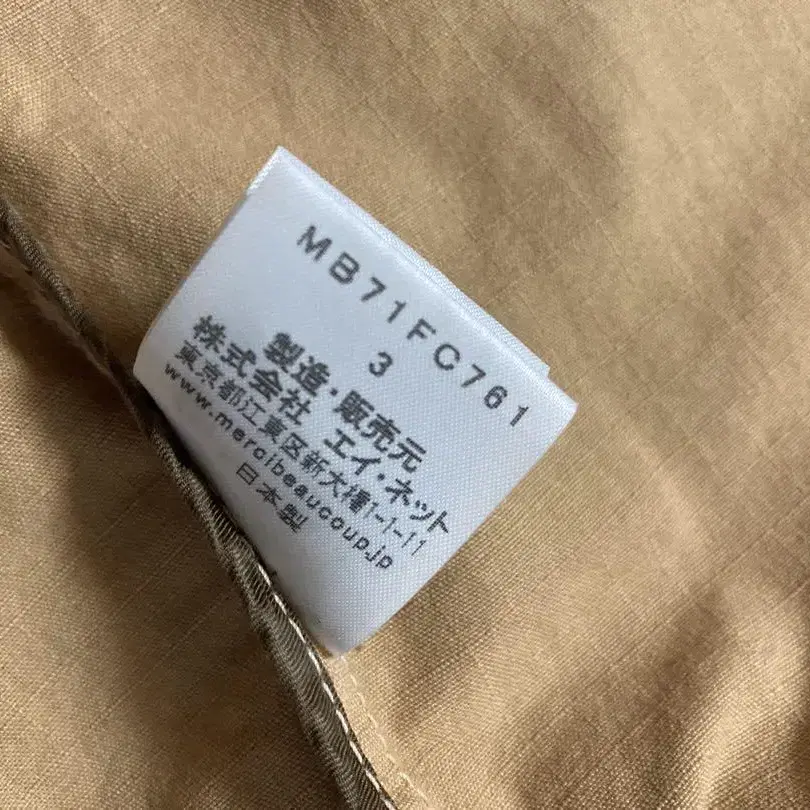 MB71FC761
3
製造・販売元
株式会社 エイ・ネット
東京都江東区新大橋1-1-11
www.mercibeaucoup.jp
日本製